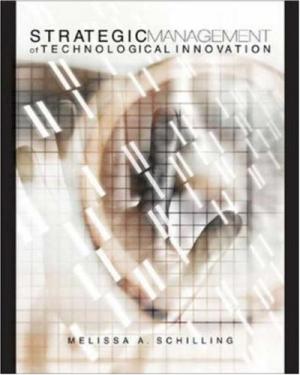 STRATEGICMANAGEMENT
of TECHNOLOGICAL INNOVATION
MELISSA A. SCHILLING